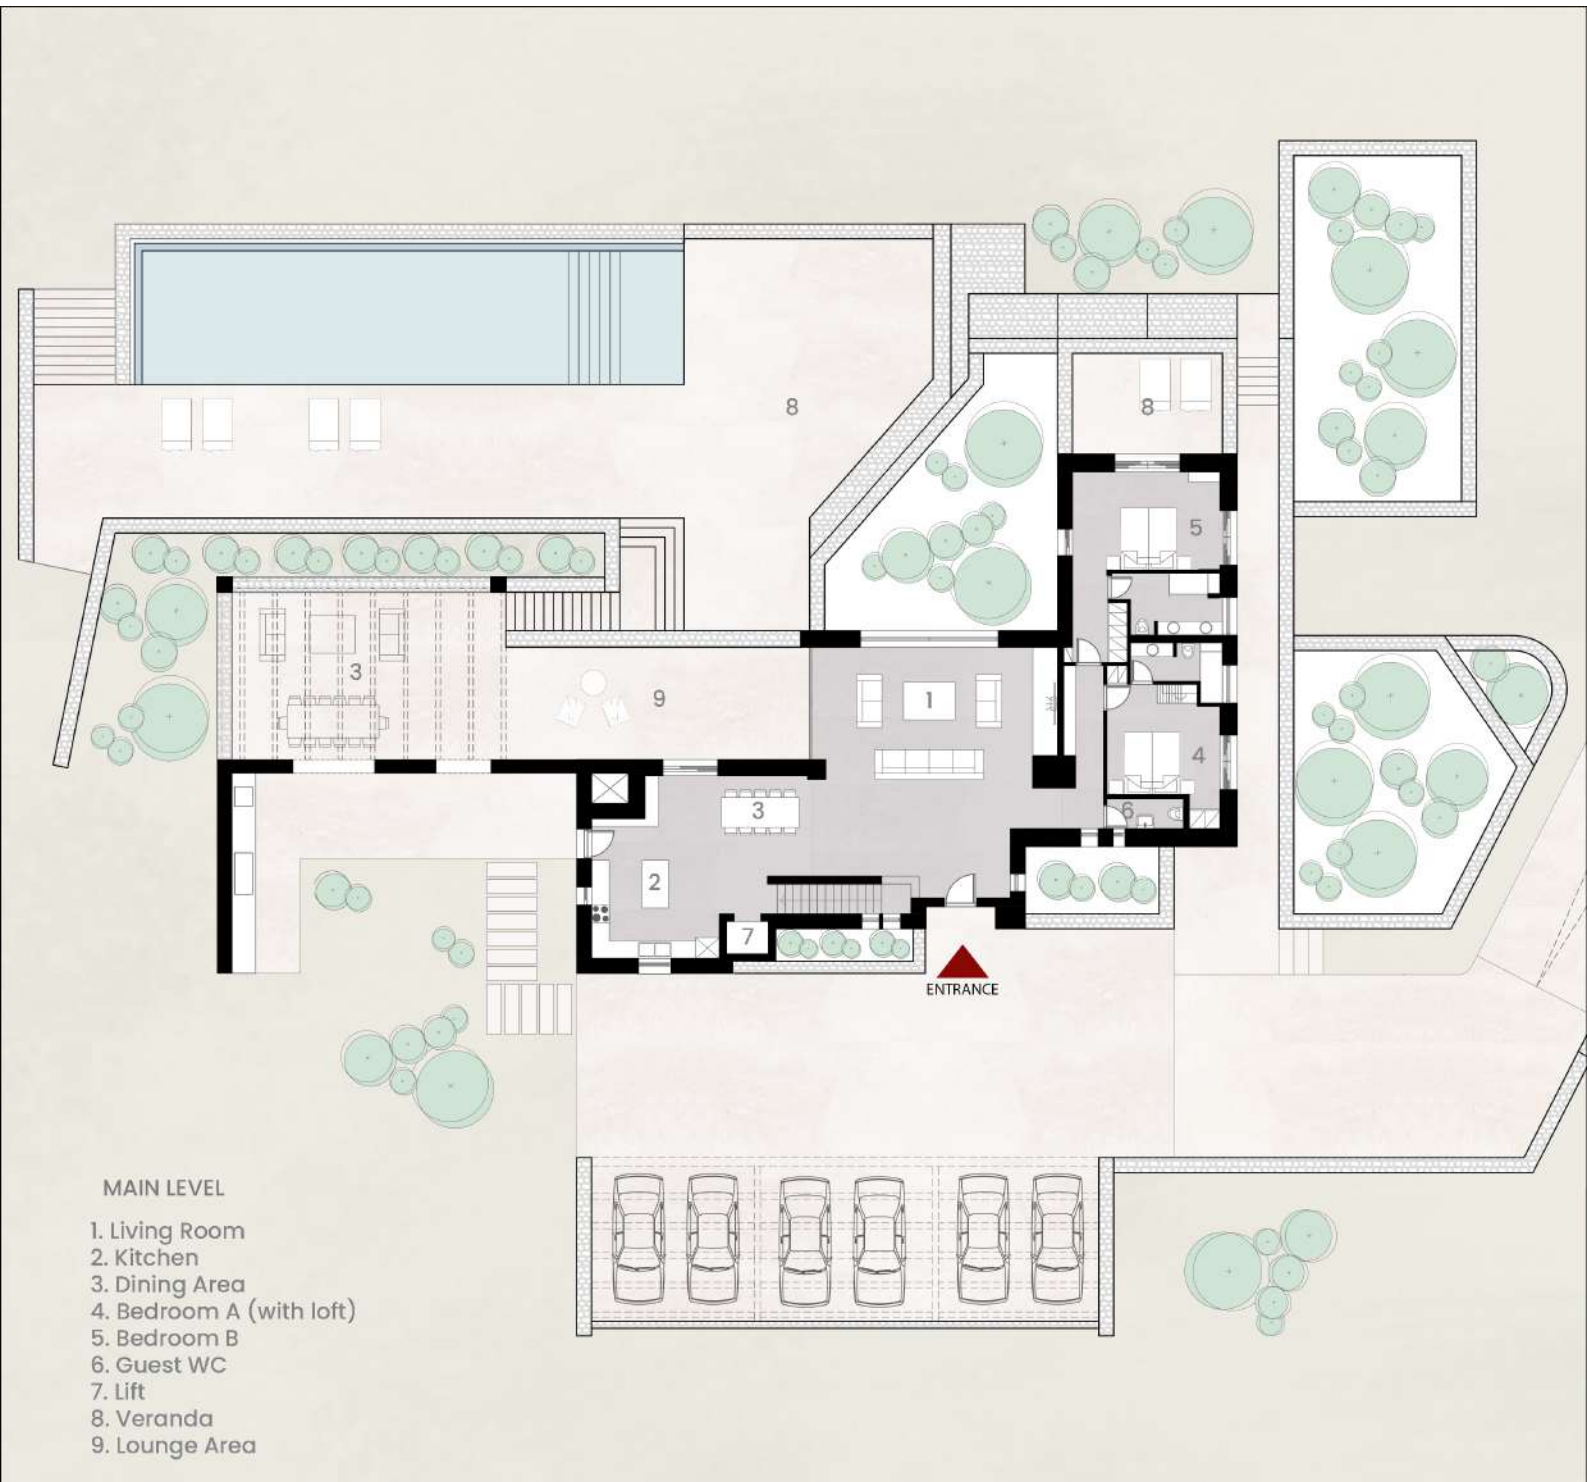 8
8
5
3
9
1
4
3
6
2
7
ENTRANCE
MAIN LEVEL
1. Living Room
2. Kitchen
3. Dining Area
4. Bedroom A (with loft)
5. Bedroom B
6. Guest WC
7. Lift
8. Veranda
9. Lounge Area